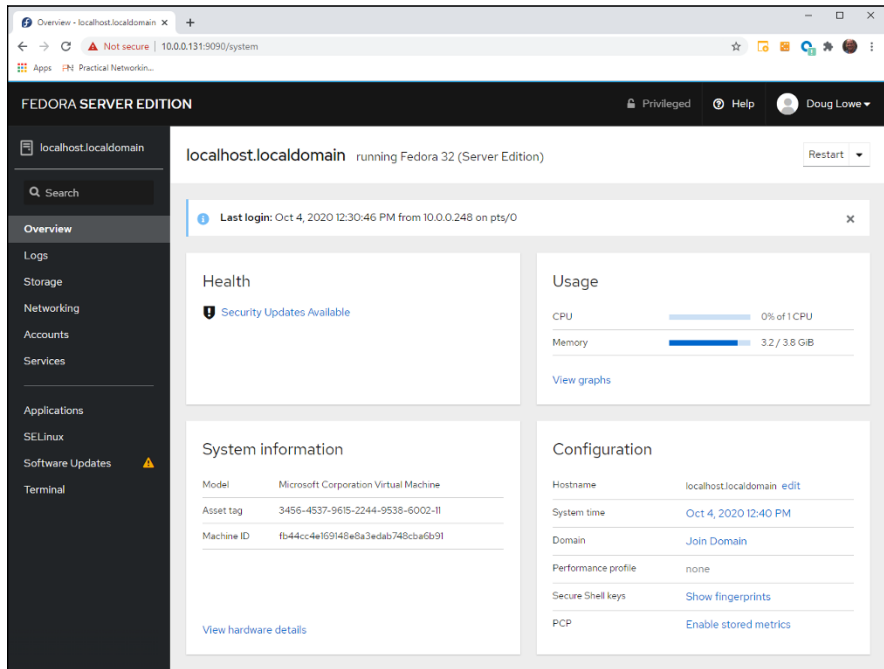 Overview - localhost.localdomain
Not secure | 10.0.0.131:9090/system
Apps PN Practical Networkin...
FEDORA SERVER EDITION
Privileged
Help
Doug Lowe
localhost.localdomain
Search
Overview
Logs
Storage
Networking
Accounts
Services
Applications
SELinux
Software Updates
Terminal
localhost.localdomain running Fedora 32 (Server Edition)
Restart
Last login: Oct 4, 2020 12:30:46 PM from 10.0.0.248 on pts/0
Health
Security Updates Available
Usage
CPU 0% of 1 CPU
Memory 3.2 / 3.8 GiB
View graphs
System information
Model Microsoft Corporation Virtual Machine
Asset tag 3456-4537-9615-2244-9538-6002-11
Machine ID fb44cc4e169148e8a3edab748cba6b91
View hardware details
Configuration
Hostname localhost.localdomain edit
System time Oct 4, 2020 12:40 PM
Domain Join Domain
Performance profile none
Secure Shell keys Show fingerprints
PCP Enable stored metrics